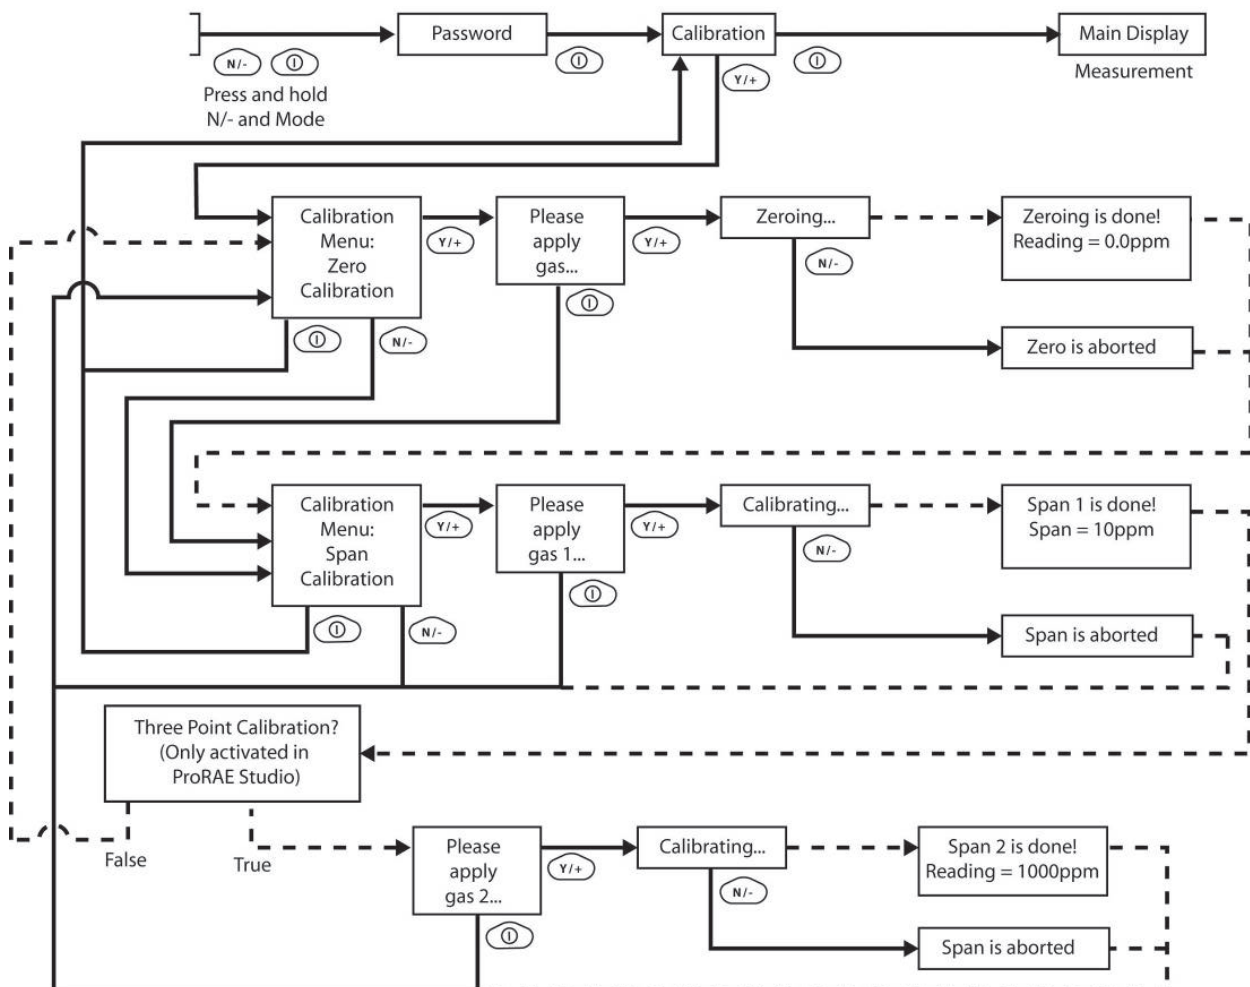 Password
Calibration
Main Display
N/-
Y/+
Measurement
Press and hold
N/- and Mode
Calibration
Menu:
Zero
Calibration
Y/+
Please
apply
gas...
Y/+
Zeroing...
N/-
Zeroing is done!
Reading = 0.0ppm
N/-
Zero is aborted
Calibration
Menu:
Span
Calibration
Y/+
Please
apply
gas 1...
Y/+
Calibrating...
N/-
Span 1 is done!
Span = 10ppm
N/-
Span is aborted
Three Point Calibration?
(Only activated in
ProRAE Studio)
False
True
Please
apply
gas 2...
Y/+
Calibrating...
N/-
Span 2 is done!
Reading = 1000ppm
Span is aborted